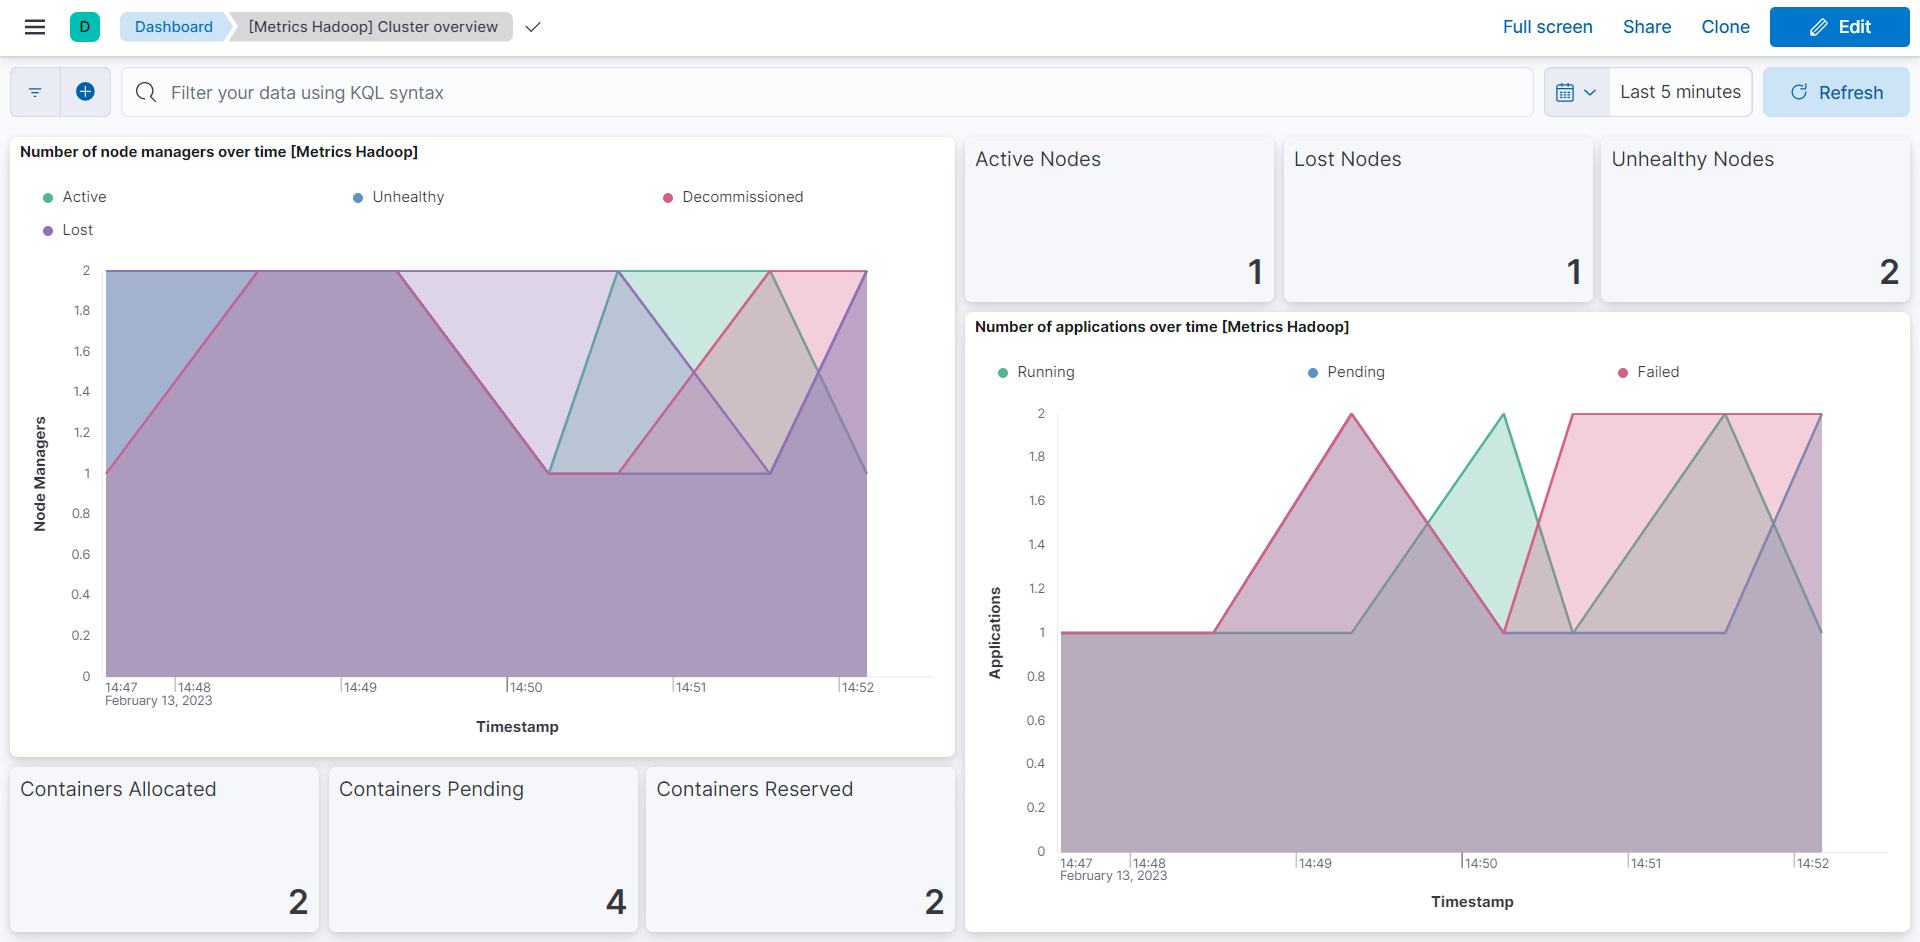 D
Dashboard
[Metrics Hadoop] Cluster overview
Full screen
Share
Clone
Edit
Filter your data using KQL syntax
Last 5 minutes
Refresh
Number of node managers over time [Metrics Hadoop]
Active
Unhealthy
Decommissioned
Lost
Node Managers
2
1.8
1.6
1.4
1.2
1
0.8
0.6
0.4
0.2
0
14:47
14:48
14:49
14:50
14:51
14:52
February 13, 2023
Timestamp
Active Nodes
1
Lost Nodes
1
Unhealthy Nodes
2
Number of applications over time [Metrics Hadoop]
Running
Pending
Failed
Applications
2
1.8
1.6
1.4
1.2
1
0.8
0.6
0.4
0.2
0
14:47
14:48
14:49
14:50
14:51
14:52
February 13, 2023
Timestamp
Containers Allocated
2
Containers Pending
4
Containers Reserved
2